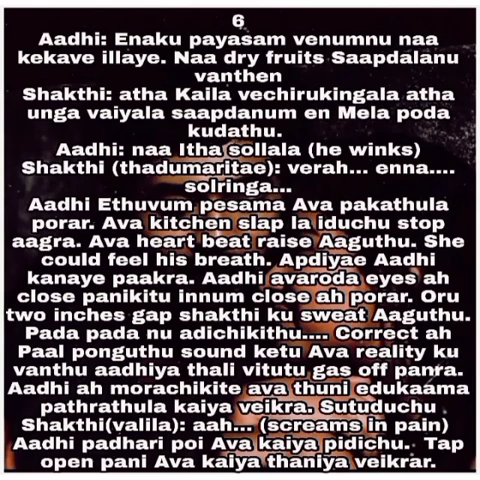 6
Aadhi: Enaku payasam venumnu naa
kekave illaye. Naa dry fruits Saapdalanu
vanthen
Shakthi: atha Kaila vechirukingala atha
unga vaiyala saapdanum en Mela poda
kudathu.
Aadhi: naa Itha sollala (he winks)
Shakthi (thadumaritae): verah... enna....
solringa...
Aadhi Ethuvum pesama Ava pakathula
porar. Ava kitchen slap la iduchu stop
aagra. Ava heart beat raise Aaguthu. She
could feel his breath. Apdiyae Aadhi
kanaye paakra. Aadhi avaroda eyes ah
close panikitu innum close ah porar. Oru
two inches gap shakthi ku sweat Aaguthu.
Pada pada nu adichikithu.... Correct ah
Paal ponguthu sound ketu Ava reality ku
vanthu aadhiya thali vitutu gas off panra.
Aadhi ah morachikite ava thuni edukaama
pathrathula kaiya veikra. Sutuduchu
Shakthi(valila): aah... (screams in pain)
Aadhi padhari poi Ava kaiya pidichu. Tap
open pani Ava kaiya thaniya veikrar.